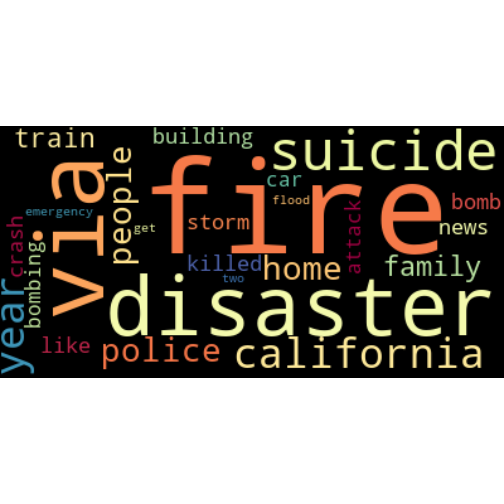 train
building
suicide
via
people
fire
car
flood
bomb
emergency
get
storm
attack
news
crash
bombing
killed
two
home
family
year
disaster
like
police
california